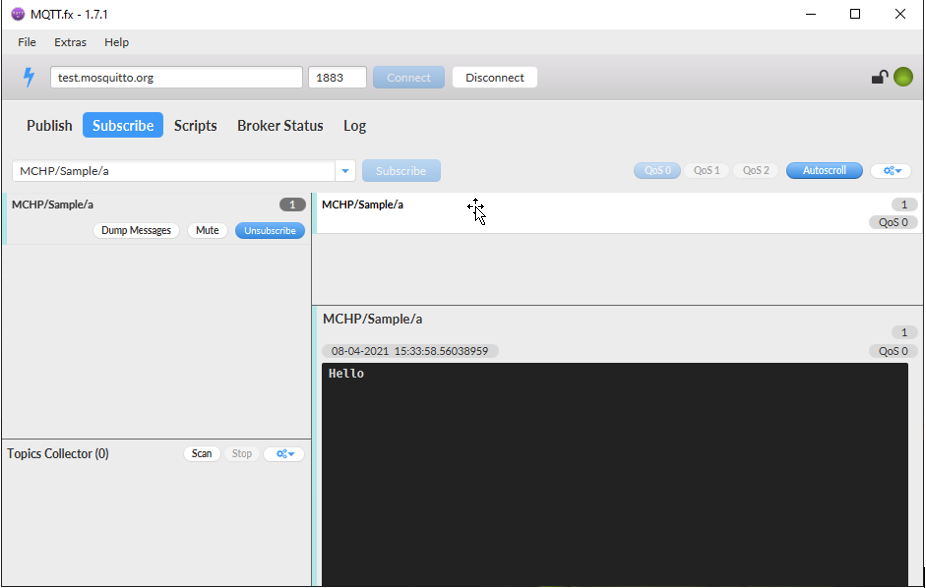 MQTT.fx - 1.7.1
File Extras Help
test.mosquitto.org 1883 Connect Disconnect
Publish Subscribe Scripts Broker Status Log
MCHP/Sample/a Subscribe QoS 0 QoS 1 QoS 2 Autoscroll
MCHP/Sample/a 1
Dump Messages Mute Unsubscribe
MCHP/Sample/a 1
QoS 0
MCHP/Sample/a
1
08-04-2021 15:33:58.56038959 QoS 0
Hello
Topics Collector (0) Scan Stop